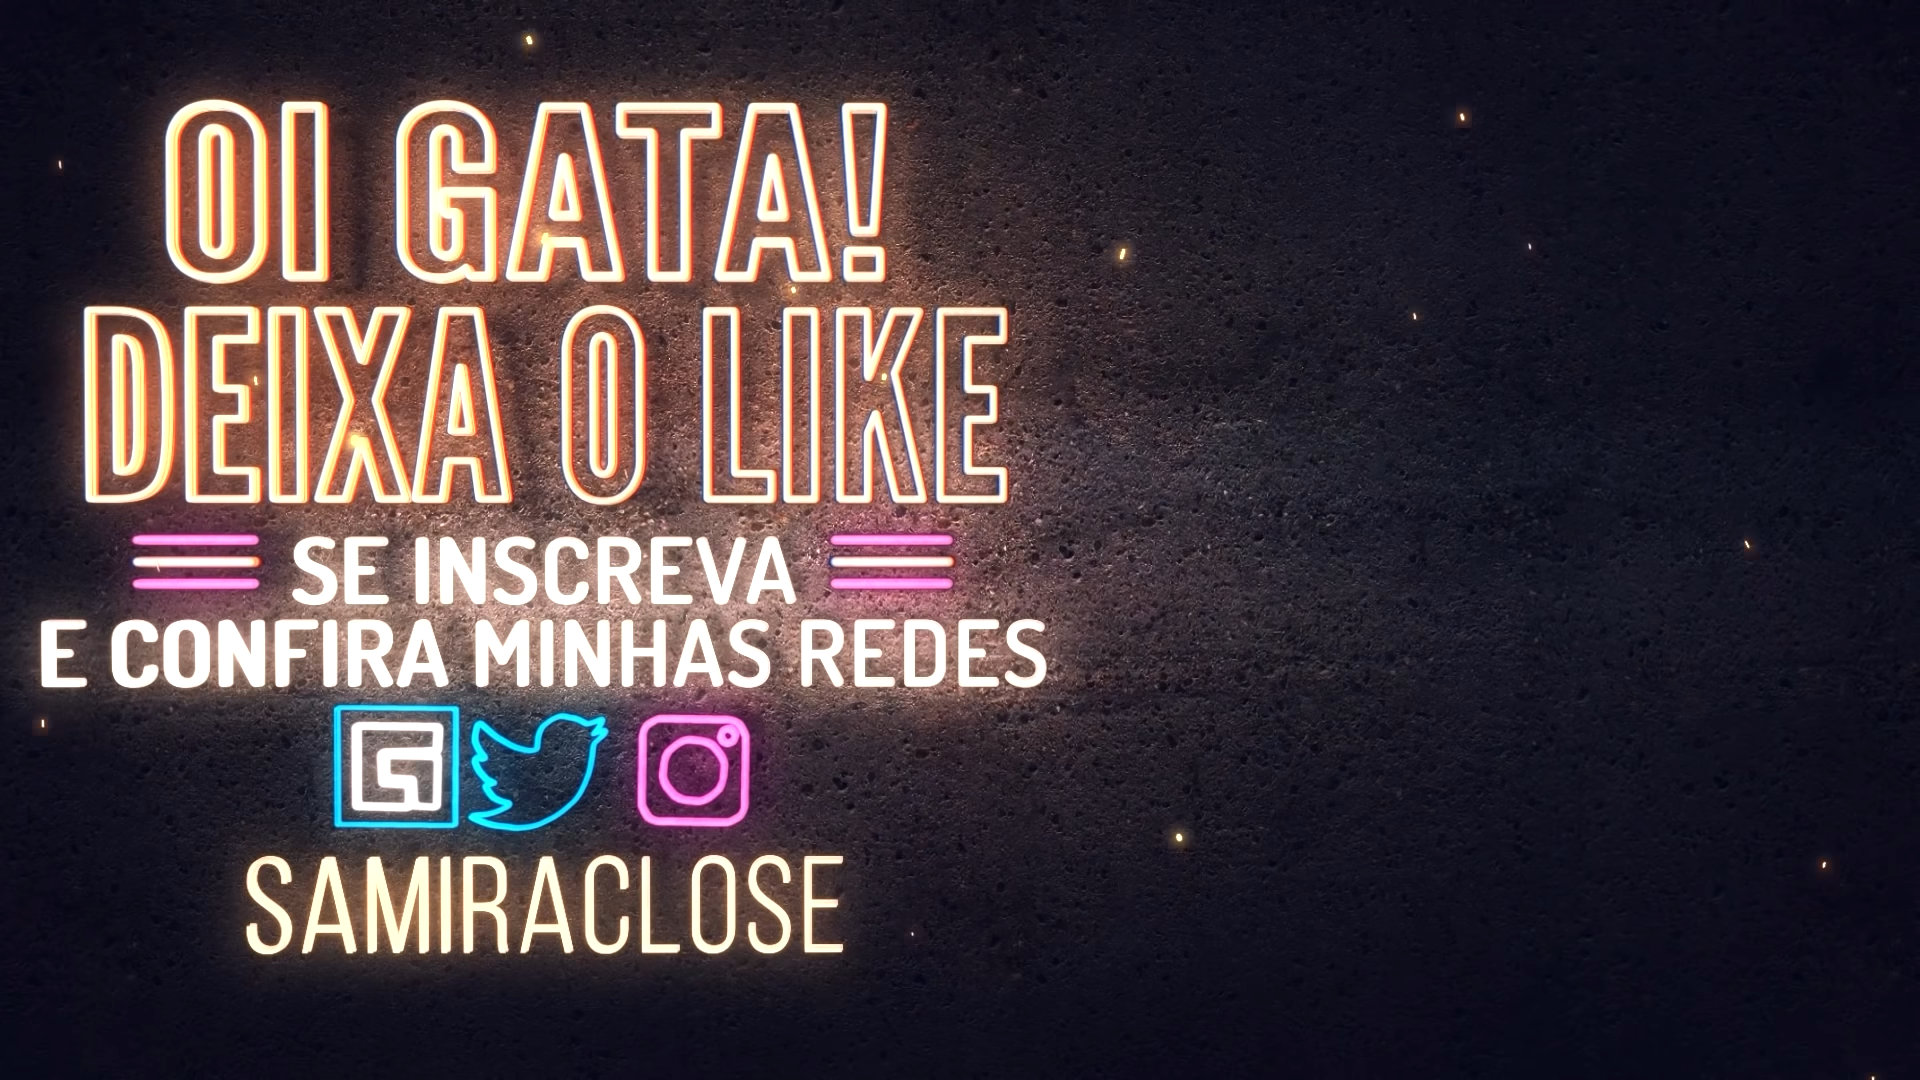 OI GATA!
DEIXA O LIKE
SE INSCREVA
E CONFIRA MINHAS REDES
SAMIRACLOSE